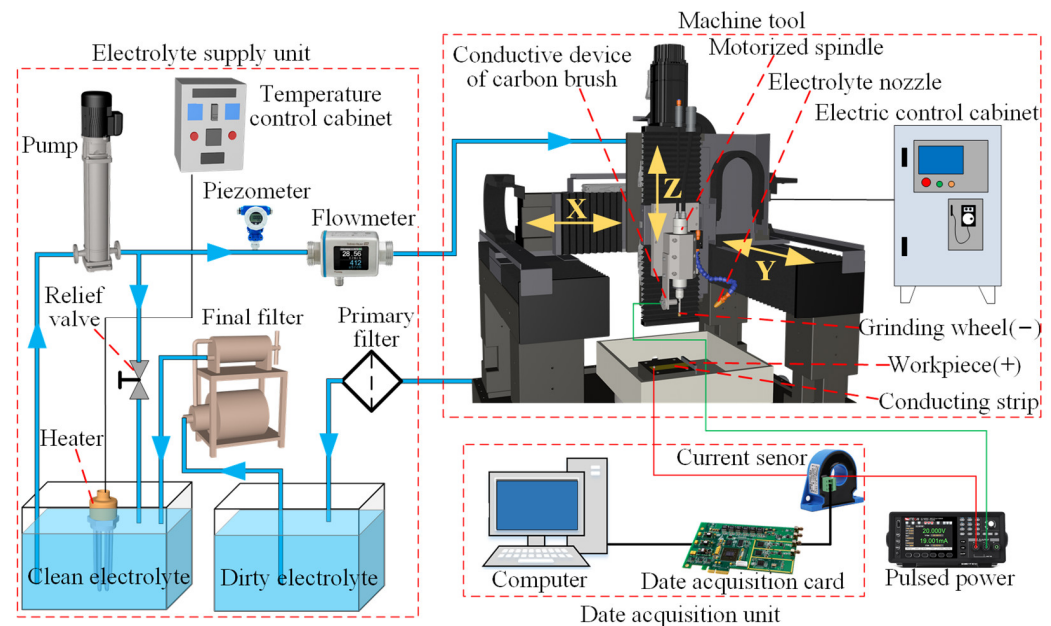 Machine tool
Electrolyte supply unit
Conductive device
of carbon brush
Motorized spindle
Electrolyte nozzle
Electric control cabinet
Temperature
control cabinet
Pump
Piezometer
Flowmeter
28.56
412
X
Z
Y
Relief
valve
Final filter
Primary
filter
Grinding wheel(−)
Workpiece(+)
Conducting strip
Heater
Current senor
20.000V
19.001mA
Clean electrolyte
Dirty electrolyte
Computer
Date acquisition card
Pulsed power
Date acquisition unit